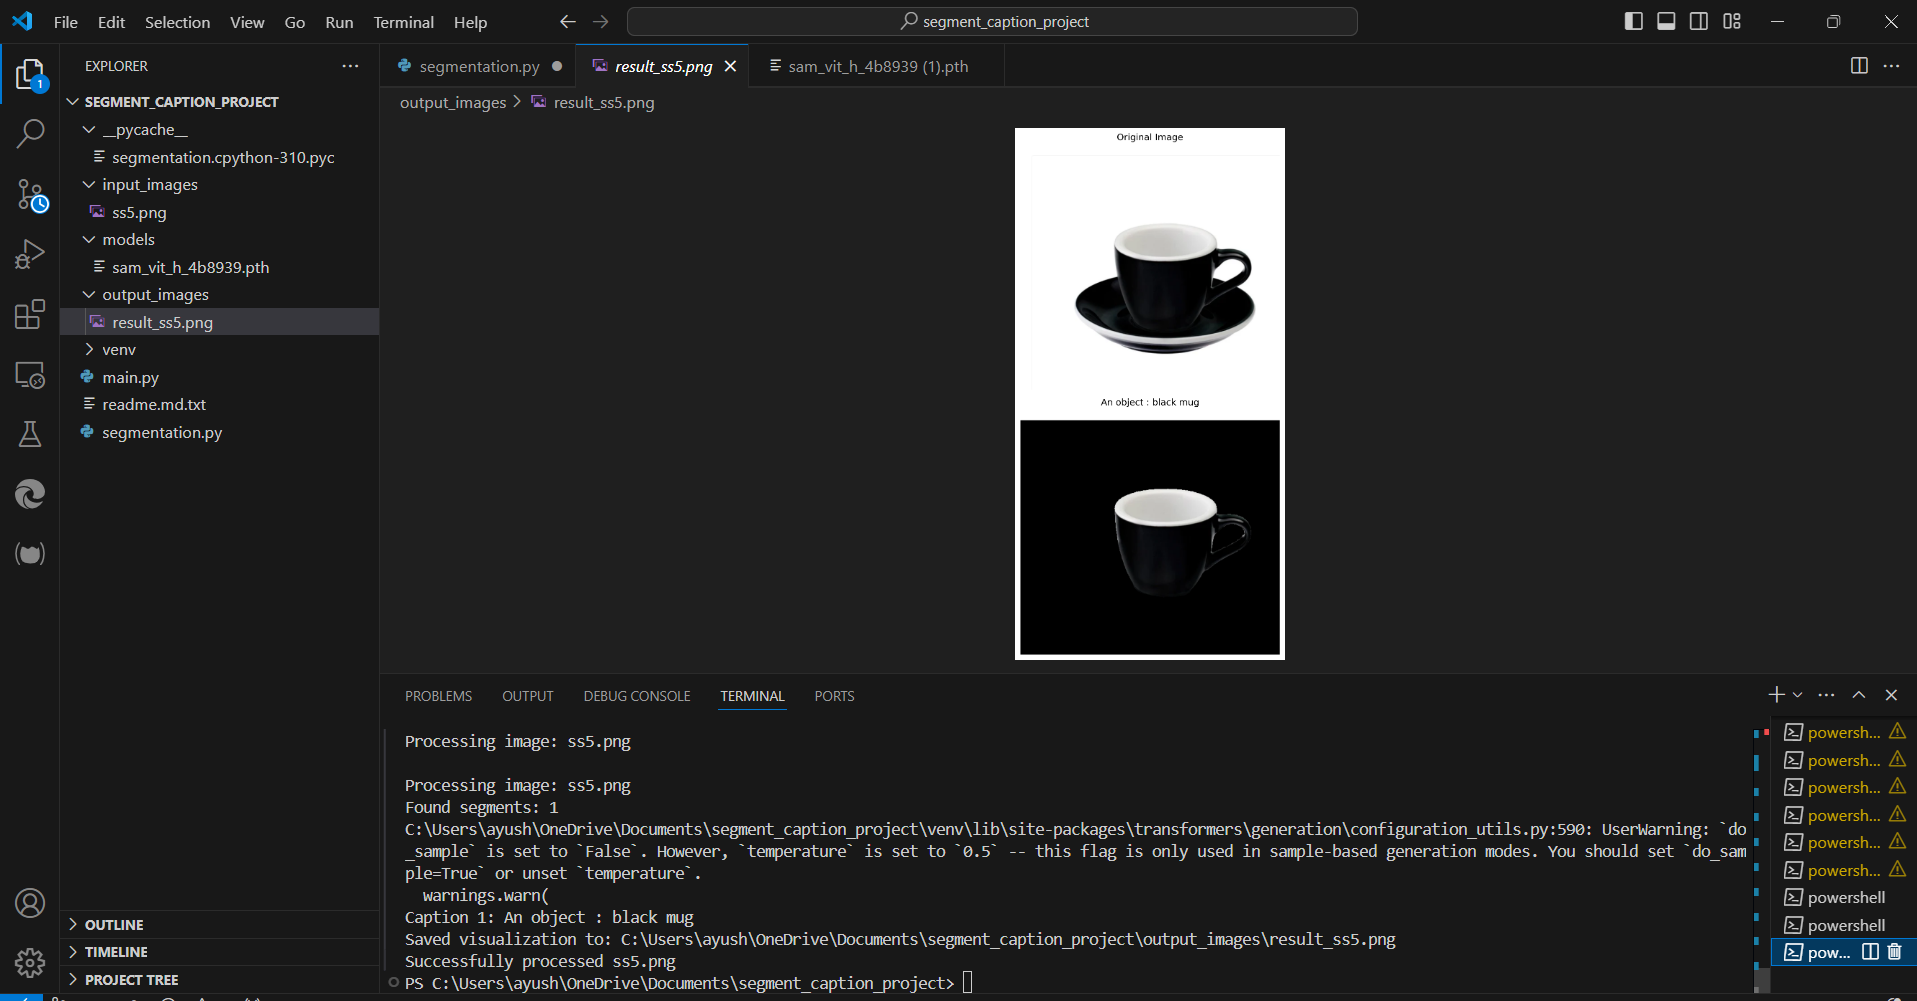 File Edit Selection View Go Run Terminal Help
segment_caption_project
EXPLORER
SEGMENT_CAPTION_PROJECT
__pycache__
segmentation.cpython-310.pyc
input_images
ss5.png
models
sam_vit_h_4b8939.pth
output_images
result_ss5.png
venv
main.py
readme.md.txt
segmentation.py
OUTLINE
TIMELINE
PROJECT TREE
1
segmentation.py
result_ss5.png
sam_vit_h_4b8939 (1).pth
output_images > result_ss5.png
Original Image
An object : black mug
PROBLEMS OUTPUT DEBUG CONSOLE TERMINAL PORTS
Processing image: ss5.png
Processing image: ss5.png
Found segments: 1
C:\Users\ayush\OneDrive\Documents\segment_caption_project\venv\lib\site-packages\transformers\generation\configuration_utils.py:590: UserWarning: `do
_sample` is set to `False`. However, `temperature` is set to `0.5` -- this flag is only used in sample-based generation modes. You should set `do_sam
ple=True` or unset `temperature`.
warnings.warn(
Caption 1: An object : black mug
Saved visualization to: C:\Users\ayush\OneDrive\Documents\segment_caption_project\output_images\result_ss5.png
Successfully processed ss5.png
PS C:\Users\ayush\OneDrive\Documents\segment_caption_project>
powersh...
powersh...
powersh...
powersh...
powersh...
powersh...
powershell
powershell
pow...